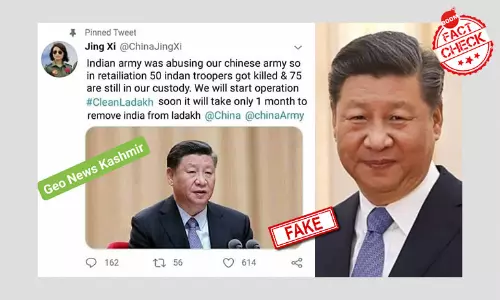 Pinned Tweet
Jing Xi @ChinaJingXi
Indian army was abusing our chinese army so
in retailiation 50 indan troopers got killed & 75
are still in our custody. We will start operation
#CleanLadakh soon it will take only 1 month to
remove india from ladakh @China @chinaArmy
Geo News Kashmir
162 56 614
FAKE
BOOM
FACT
CHECK